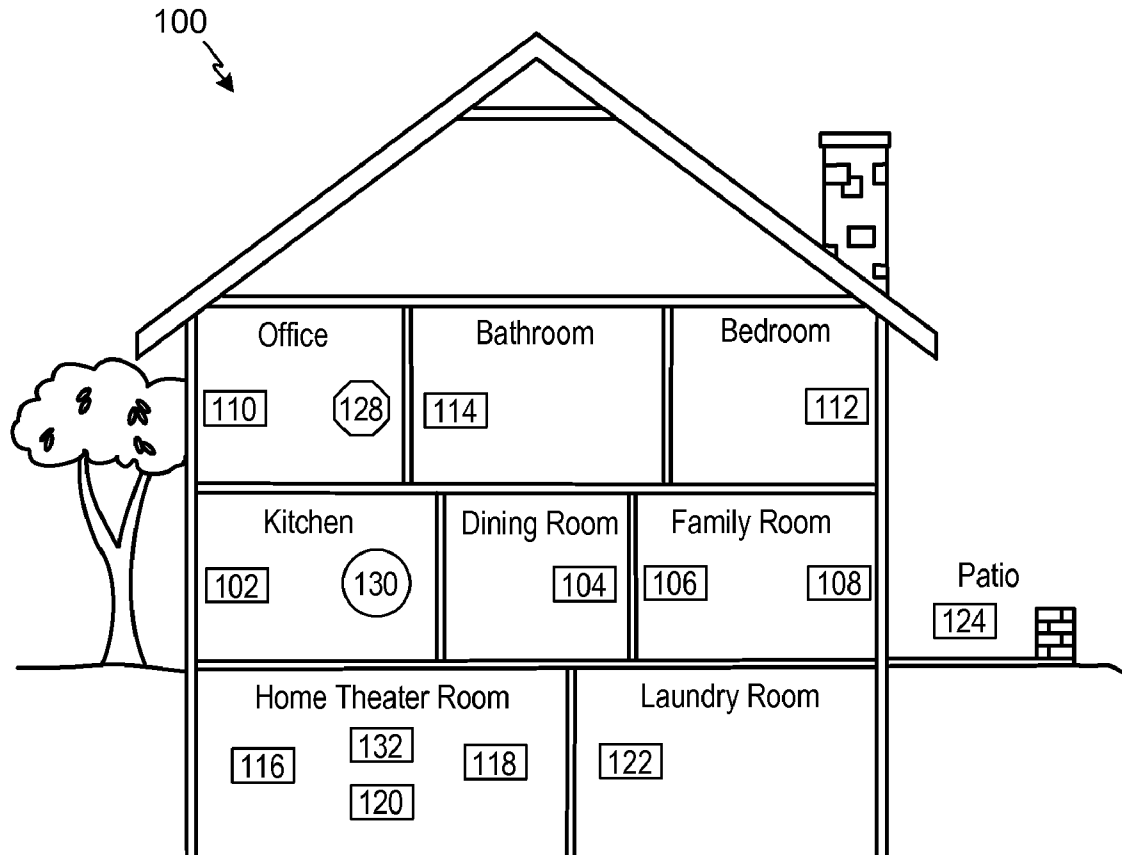 100
Office
Bathroom
Bedroom
110
128
114
112
Kitchen
Dining Room
Family Room
102
130
104
106
108
Patio
124
Home Theater Room
Laundry Room
116
132
118
122
120